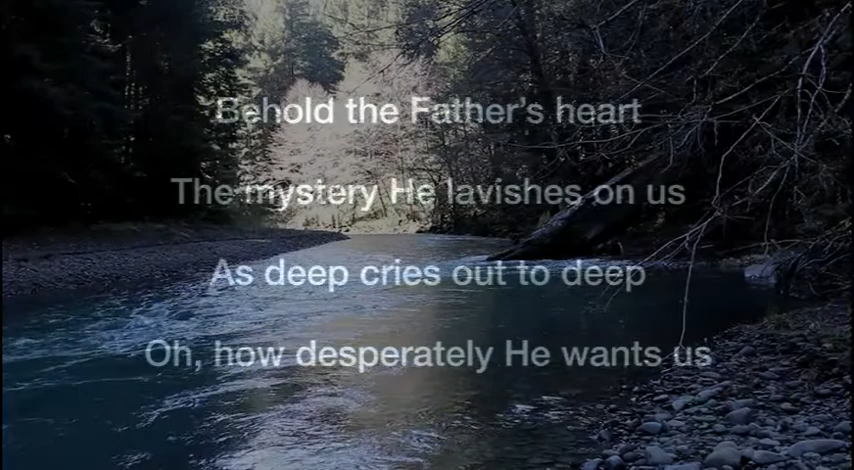 Behold the Father's heart
The mystery He lavishes on us
As deep cries out to deep
Oh, how desperately He wants us